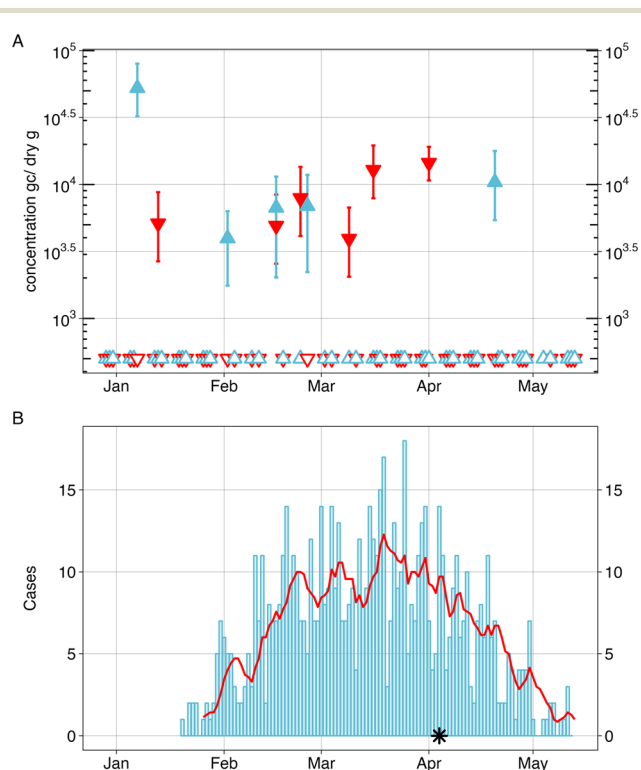 A
10^5 10^5
10^4.5 10^4.5
10^4 10^4
10^3.5 10^3.5
10^3 10^3
concentration gc/ dry g
Jan Feb Mar Apr May
B
15 15
10 10
5 5
0 0
Cases
Jan Feb Mar Apr May